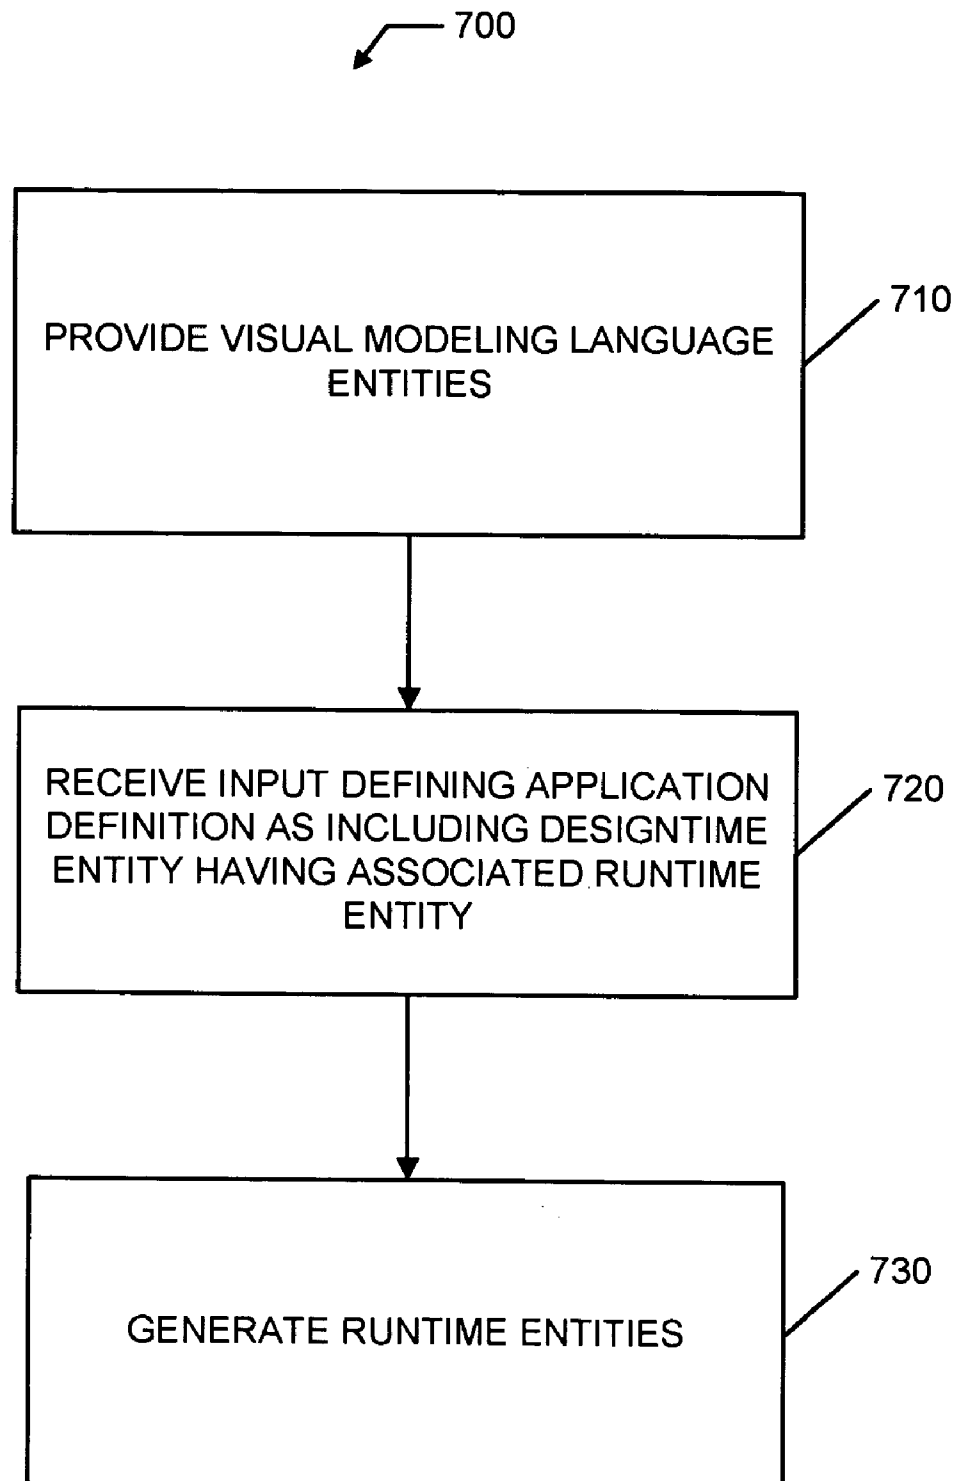 700
PROVIDE VISUAL MODELING LANGUAGE
ENTITIES
710
RECEIVE INPUT DEFINING APPLICATION
DEFINITION AS INCLUDING DESIGNTIME
ENTITY HAVING ASSOCIATED RUNTIME
ENTITY
720
GENERATE RUNTIME ENTITIES
730